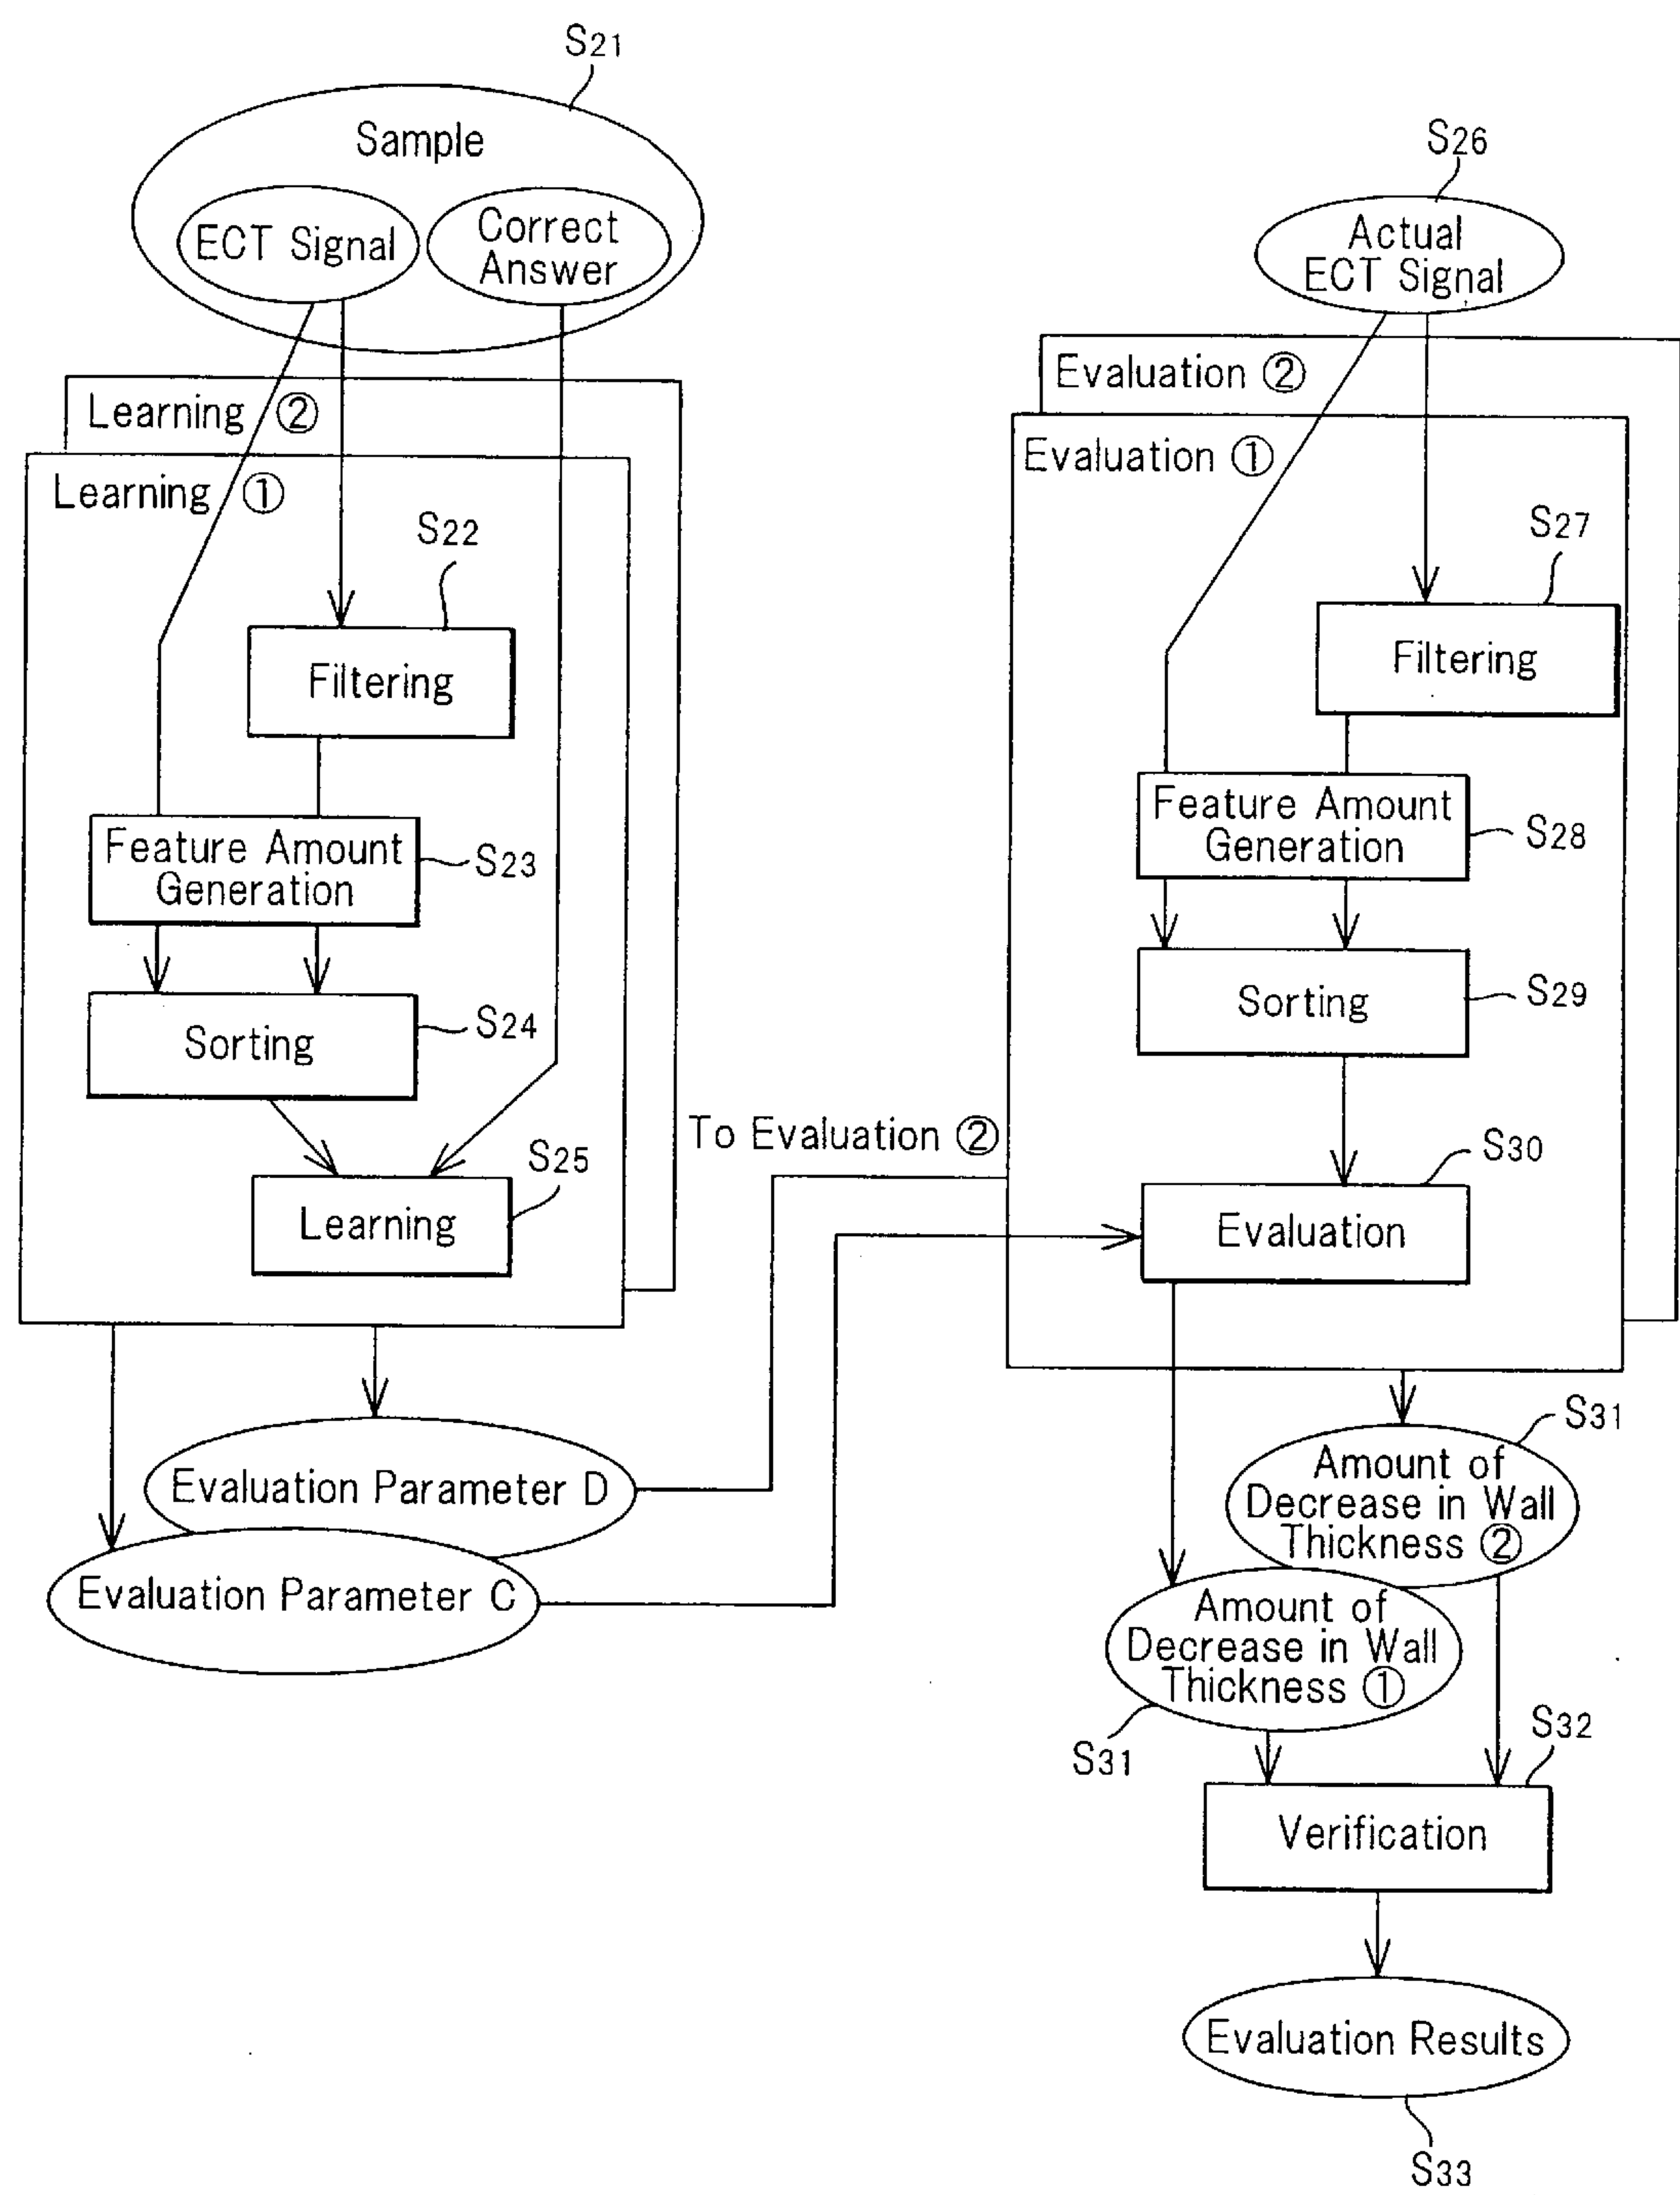 S21
Sample
ECT Signal
Correct
Answer
Learning ②
Learning ①
S22
Filtering
Feature Amount
Generation
S23
Sorting
S24
S25
Learning
Evaluation Parameter D
Evaluation Parameter C
To Evaluation ②
S26
Actual
ECT Signal
Evaluation ②
Evaluation ①
S27
Filtering
Feature Amount
Generation
S28
Sorting
S29
S30
Evaluation
S31
Amount of
Decrease in Wall
Thickness ②
Amount of
Decrease in Wall
Thickness ①
S31
S32
Verification
Evaluation Results
S33